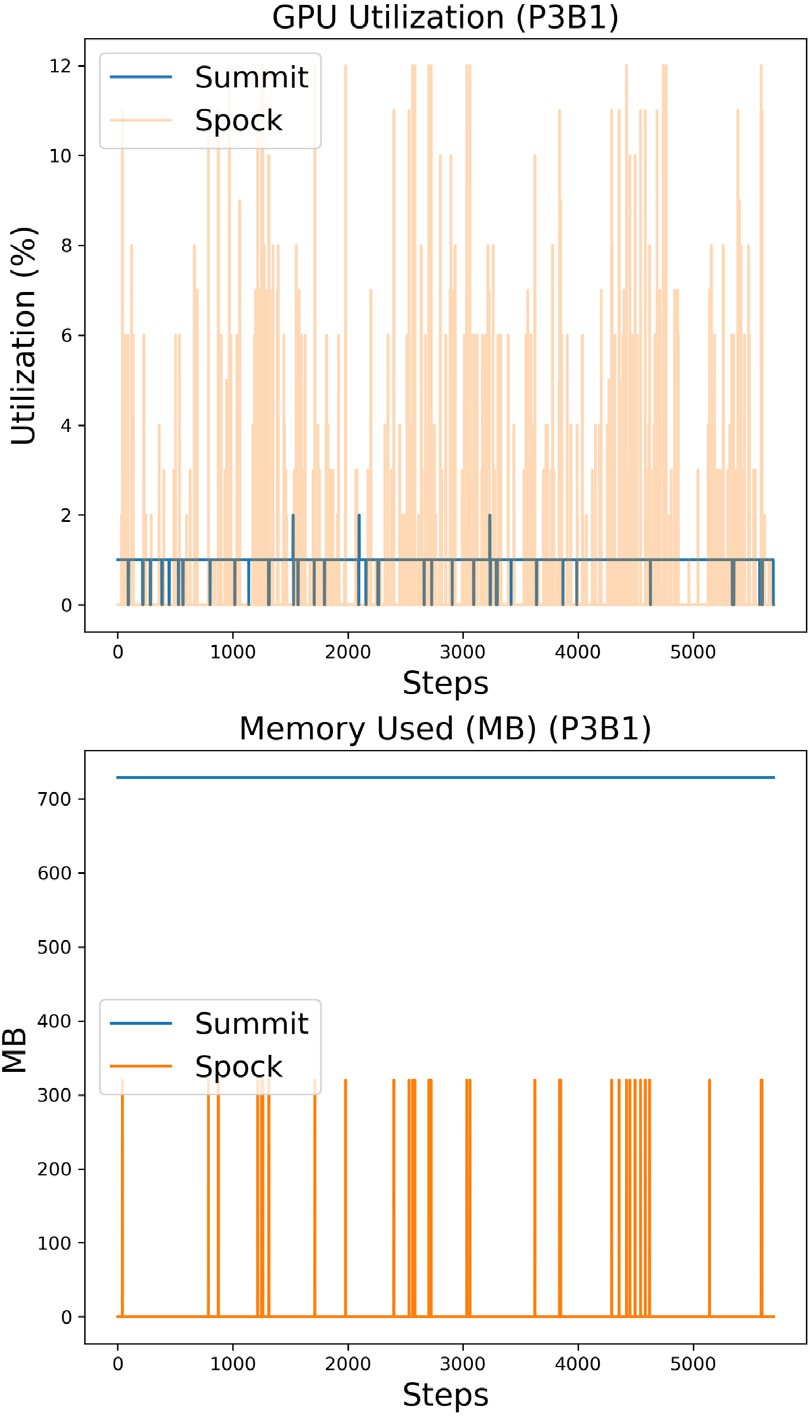 GPU Utilization (P3B1)
Summit
Spock
Utilization (%)
12
10
8
6
4
2
0
0 1000 2000 3000 4000 5000
Steps
Memory Used (MB) (P3B1)
700
600
500
400
300
200
100
0
MB
Summit
Spock
0 1000 2000 3000 4000 5000
Steps